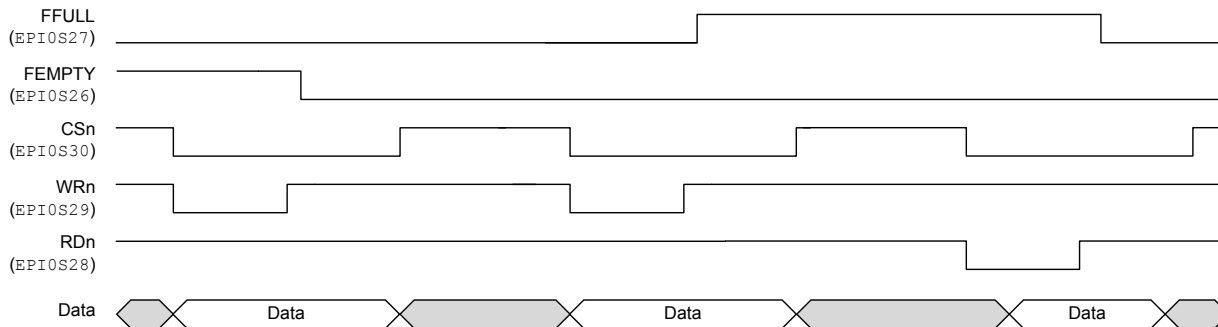 FFULL
(EPI0S27)
FEMPTY
(EPI0S26)
CSn
(EPI0S30)
WRn
(EPI0S29)
RDn
(EPI0S28)
Data Data Data Data